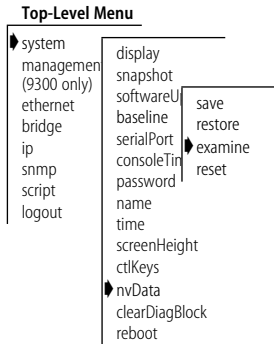 Top-Level Menu
system
managemen
(9300 only)
ethernet
bridge
ip
snmp
script
logout
display
snapshot
softwareU
baseline
serialPort
consoleTin
password
name
time
screenHeight
ctlKeys
nvData
clearDiagBlock
reboot
save
restore
examine
reset